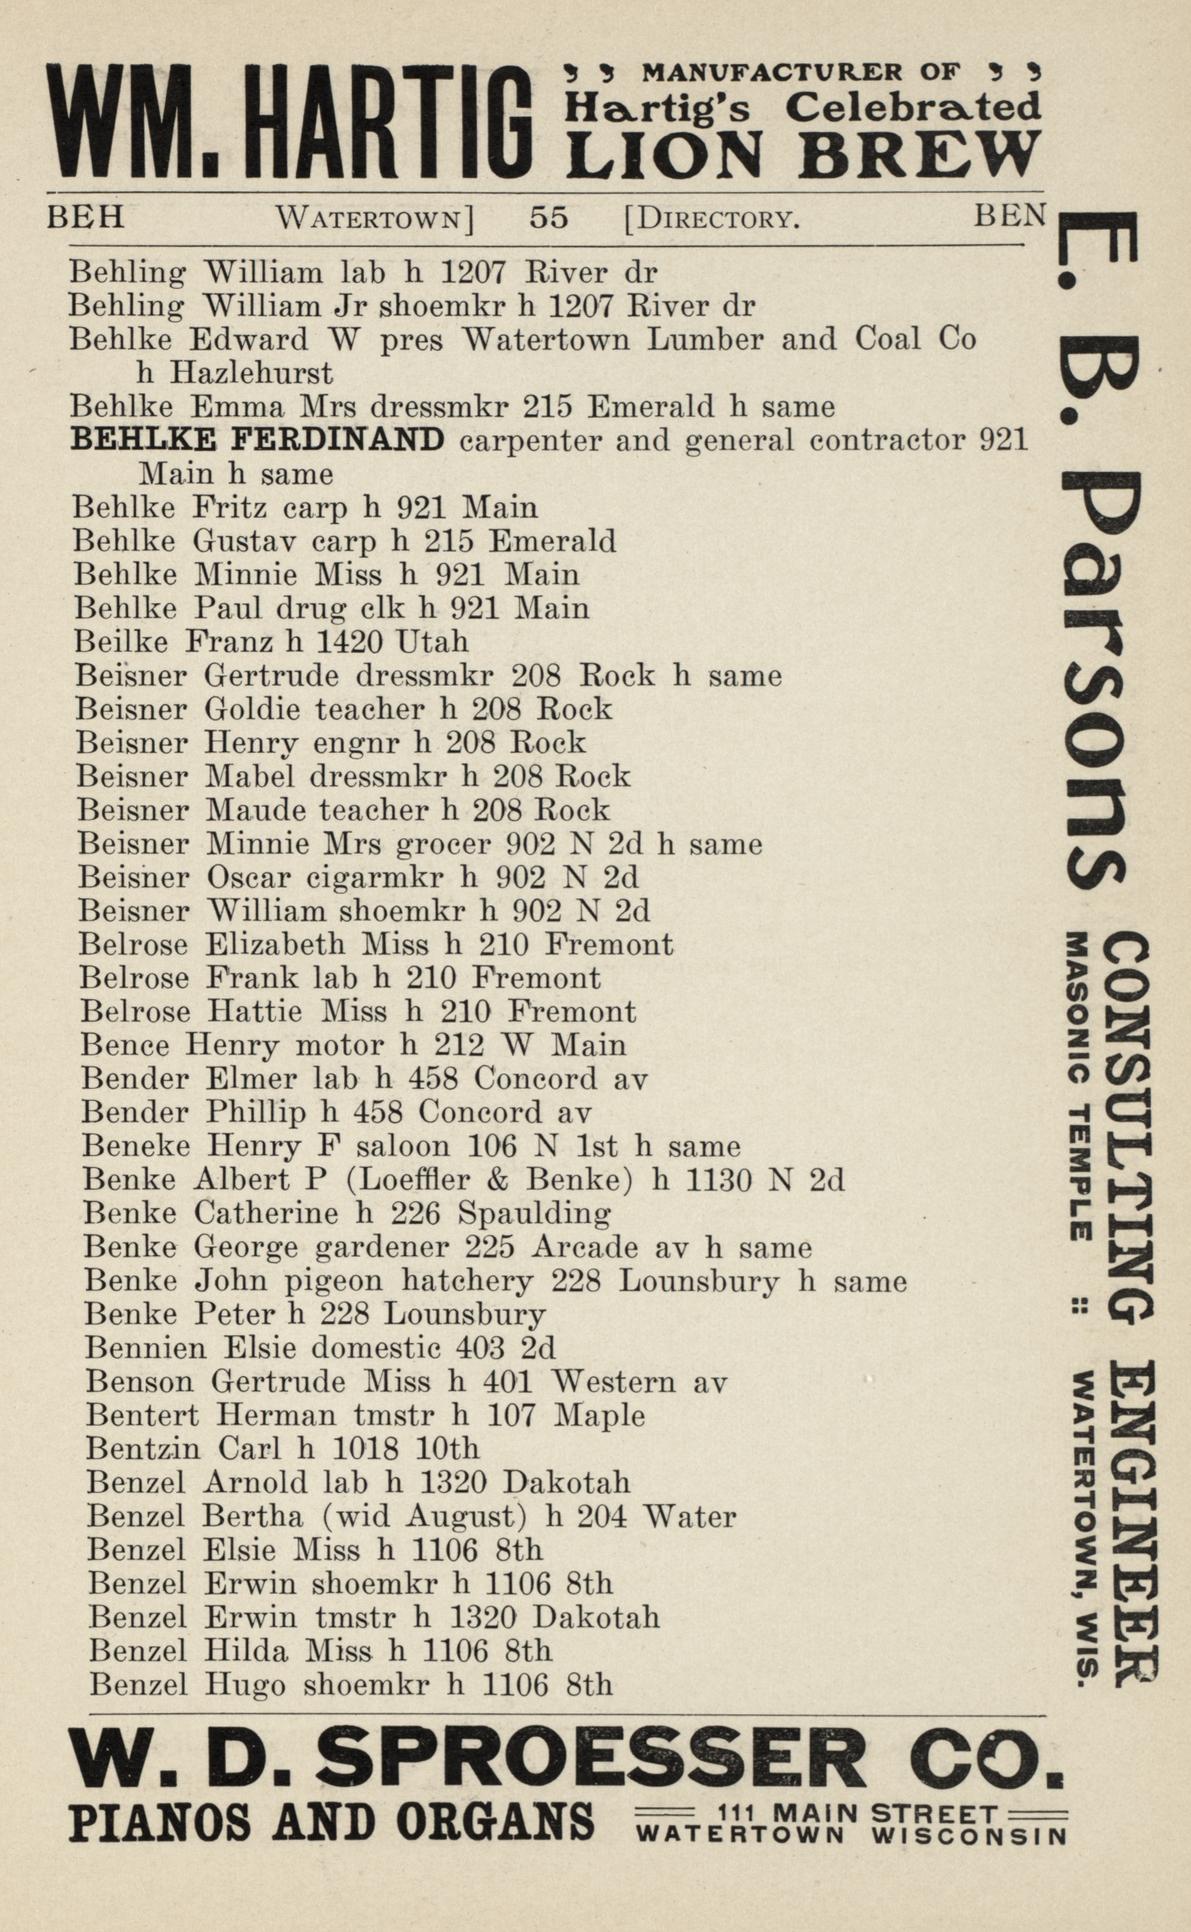 WM. HARTIG
MANUFACTURER OF
Hartig's Celebrated
LION BREW
BEH WATERTOWN] 55 [DIRECTORY. BEN
Behling William lab h 1207 River dr
Behling William Jr shoemkr h 1207 River dr
Behlke Edward W pres Watertown Lumber and Coal Co
h Hazlehurst
Behlke Emma Mrs dressmkr 215 Emerald h same
BEHLKE FERDINAND carpenter and general contractor 921
Main h same
Behlke Fritz carp h 921 Main
Behlke Gustav carp h 215 Emerald
Behlke Minnie Miss h 921 Main
Behlke Paul drug clk h 921 Main
Beilke Franz h 1420 Utah
Beisner Gertrude dressmkr 208 Rock h same
Beisner Goldie teacher h 208 Rock
Beisner Henry engnr h 208 Rock
Beisner Mabel dressmkr h 208 Rock
Beisner Maude teacher h 208 Rock
Beisner Minnie Mrs grocer 902 N 2d h same
Beisner Oscar cigarmkr h 902 N 2d
Beisner William shoemkr h 902 N 2d
Belrose Elizabeth Miss h 210 Fremont
Belrose Frank lab h 210 Fremont
Belrose Hattie Miss h 210 Fremont
Bence Henry motor h 212 W Main
Bender Elmer lab h 458 Concord av
Bender Phillip h 458 Concord av
Beneke Henry F saloon 106 N 1st h same
Benke Albert P (Loeffler & Benke) h 1130 N 2d
Benke Catherine h 226 Spaulding
Benke George gardener 225 Arcade av h same
Benke John pigeon hatchery 228 Lounsbury h same
Benke Peter h 228 Lounsbury
Bennien Elsie domestic 403 2d
Benson Gertrude Miss h 401 Western av
Bentert Herman tmstr h 107 Maple
Bentzin Carl h 1018 10th
Benzel Arnold lab h 1320 Dakotah
Benzel Bertha (wid August) h 204 Water
Benzel Elsie Miss h 1106 8th
Benzel Erwin shoemkr h 1106 8th
Benzel Erwin tmstr h 1320 Dakotah
Benzel Hilda Miss h 1106 8th
Benzel Hugo shoemkr h 1106 8th
E. B. Parsons
CONSULTING ENGINEER
MASONIC TEMPLE :: WATERTOWN, WIS.
W. D. SPROESSER CO.
PIANOS AND ORGANS
111 MAIN STREET
WATERTOWN WISCONSIN